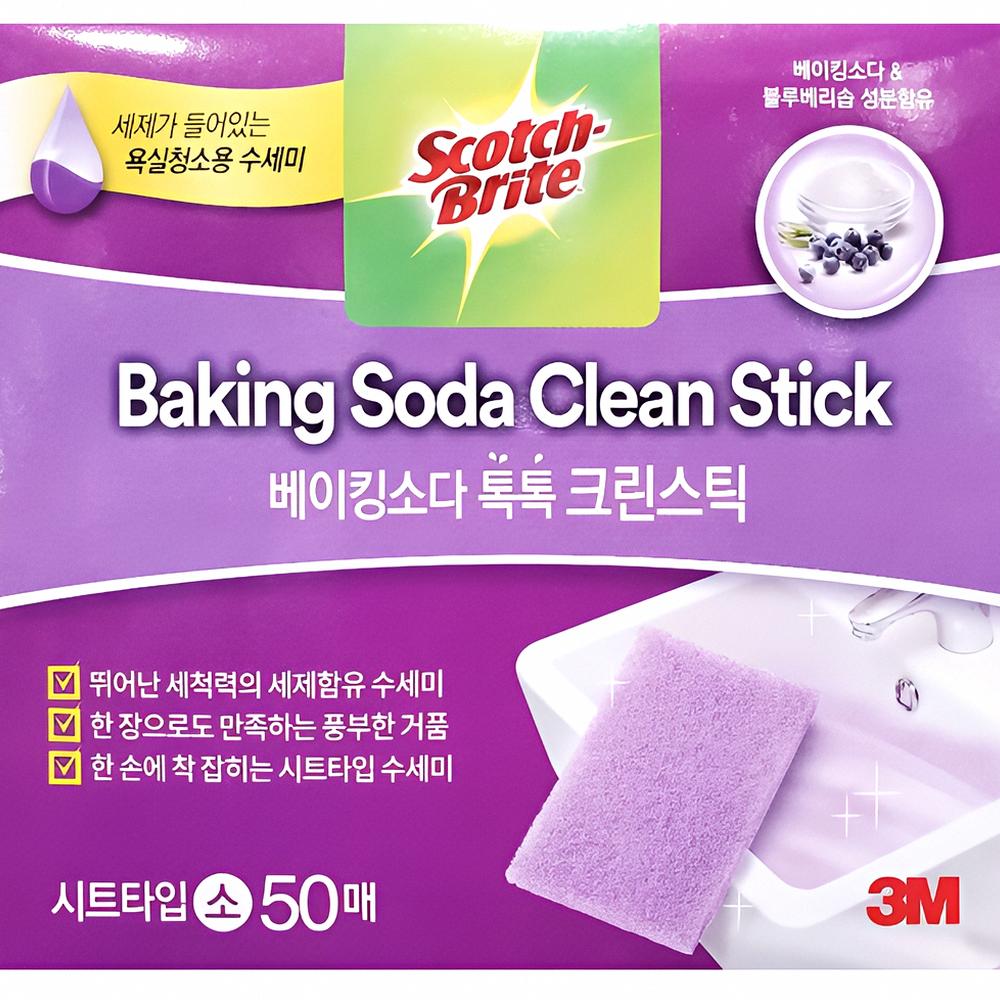 세제가 들어있는
욕실청소용 수세미
Scotch-
Brite
베이킹소다 &
블루베리솝 성분함유
Baking Soda Clean Stick
베이킹소다 톡톡 크린스틱
뛰어난 세척력의 세제함유 수세미
한 장으로도 만족하는 풍부한 거품
한 손에 착 잡히는 시트타입 수세미
시트타입 소 50매
3M